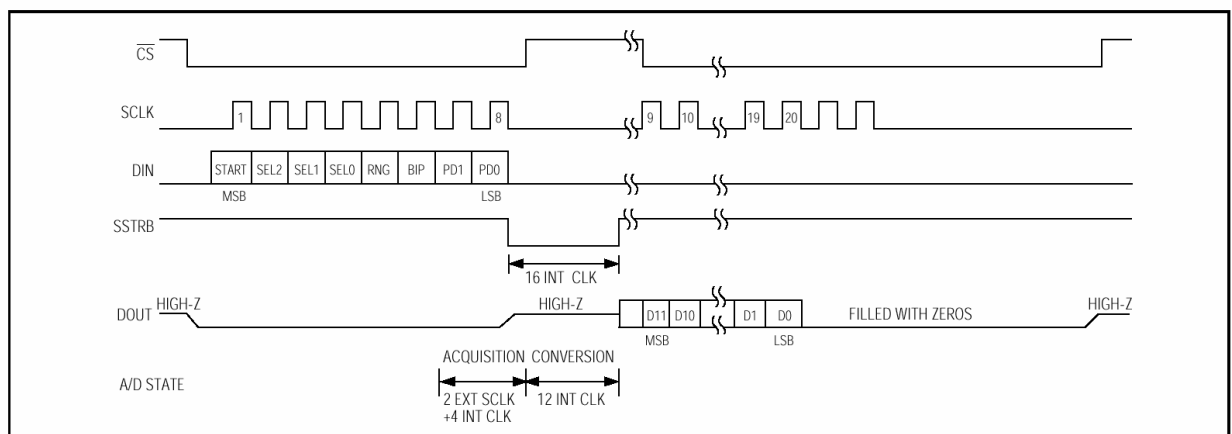 CS
SCLK 1 8 9 10 19 20
DIN START SEL2 SEL1 SEL0 RNG BIP PD1 PD0
MSB LSB
SSTRB
16 INT CLK
DOUT HIGH-Z HIGH-Z D11 D10 D1 D0 FILLED WITH ZEROS HIGH-Z
MSB LSB
ACQUISITION CONVERSION
A/D STATE
2 EXT SCLK 12 INT CLK
+4 INT CLK